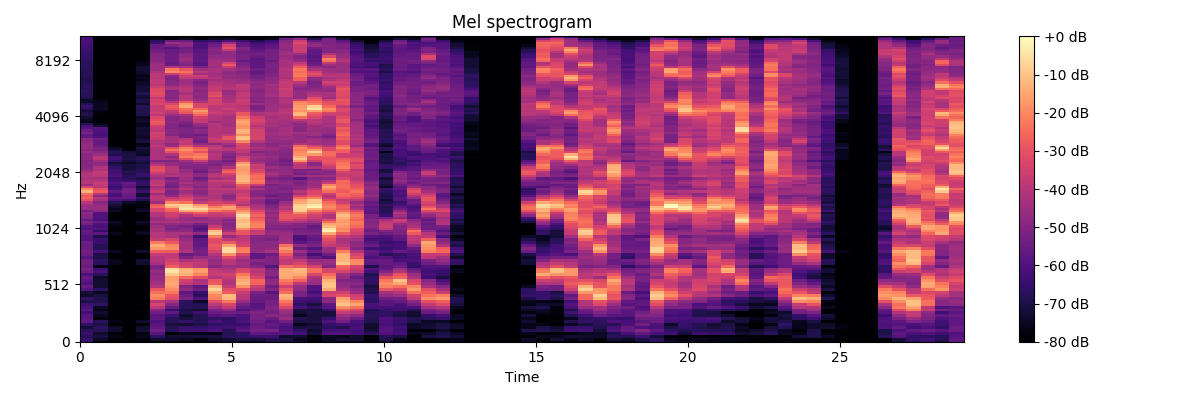 Mel spectrogram
8192
4096
2048
1024
512
0
Hz
0 5 10 15 20 25
Time
+0 dB
-10 dB
-20 dB
-30 dB
-40 dB
-50 dB
-60 dB
-70 dB
-80 dB